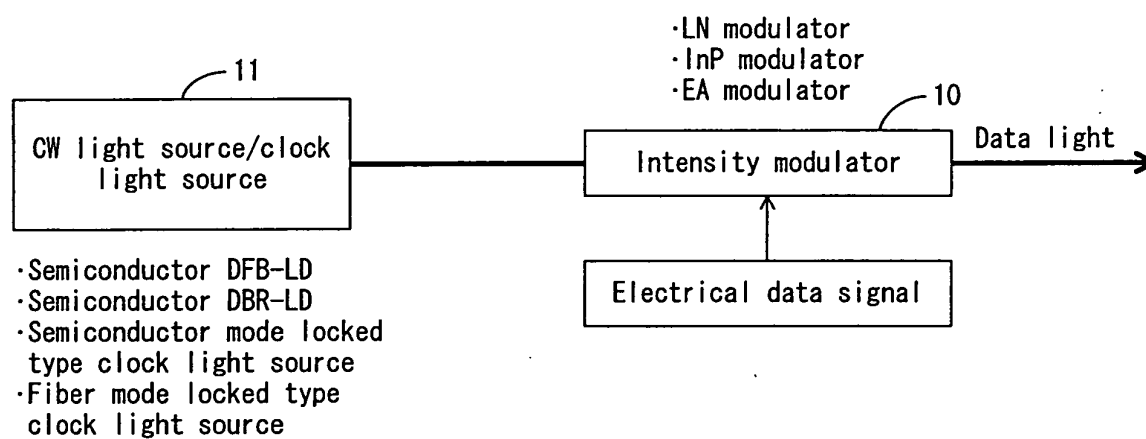 ·LN modulator
·InP modulator
·EA modulator
11
10
CW light source/clock
light source
Intensity modulator
Data light
Electrical data signal
·Semiconductor DFB-LD
·Semiconductor DBR-LD
·Semiconductor mode locked
type clock light source
·Fiber mode locked type
clock light source